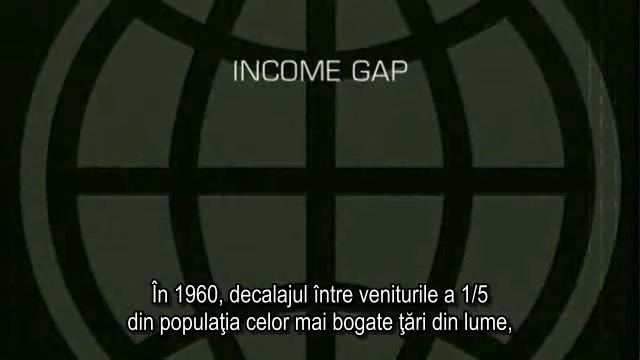 INCOME GAP
În 1960, decalajul între veniturile a 1/5
din populaţia celor mai bogate ţări din lume,